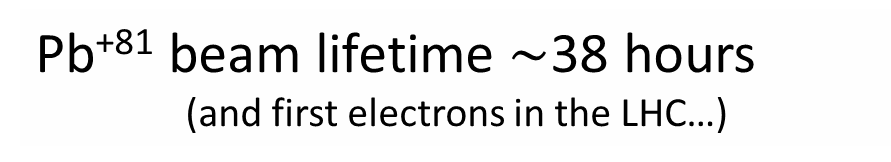 Pb+81 beam lifetime ~38 hours
(and first electrons in the LHC...)